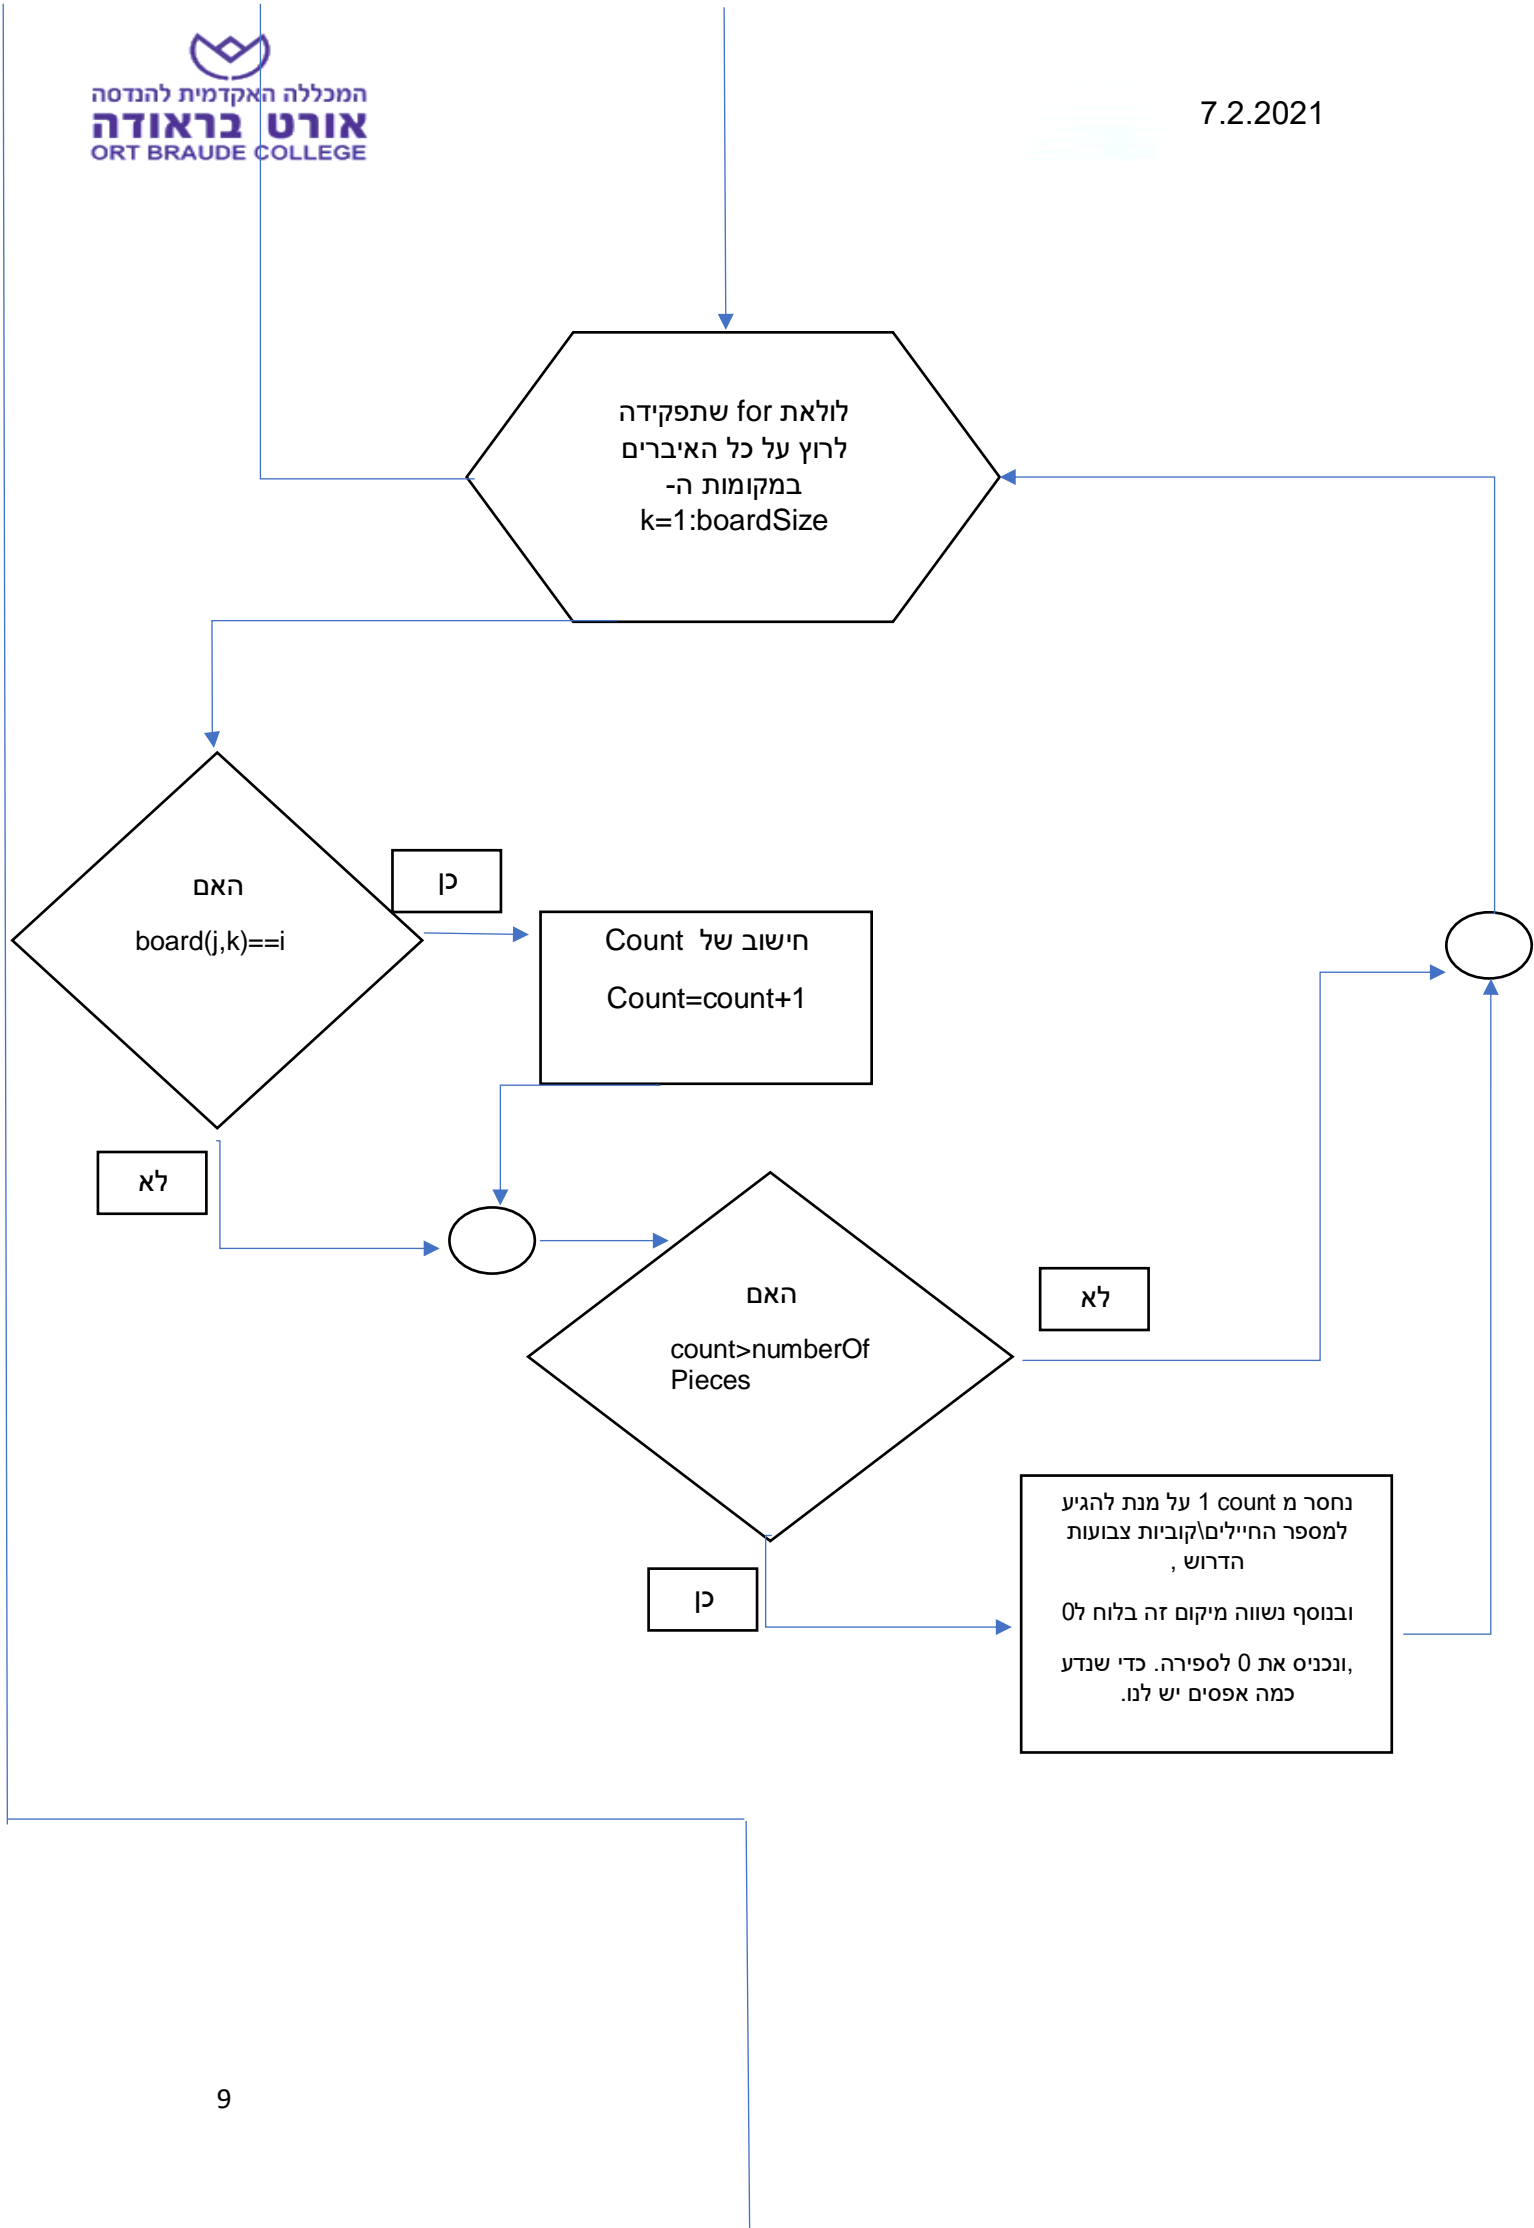 המכללה האקדמית להנדסה
אורט בראודה
ORT BRAUDE COLLEGE
7.2.2021
לולאת for שתפקידה
לרוץ על כל האיברים
במקומות ה-
k=1:boardSize
האם
board(j,k)==i
כן
חישוב של Count
Count=count+1
לא
האם
count>numberOf
Pieces
לא
כן
נחסר מ count 1 על מנת להגיע
למספר החיילים\קוביות צבועות
הדרוש ,
ובנוסף נשווה מיקום זה בלוח ל0
,ונכניס את 0 לספירה. כדי שנדע
כמה אפסים יש לנו.
9